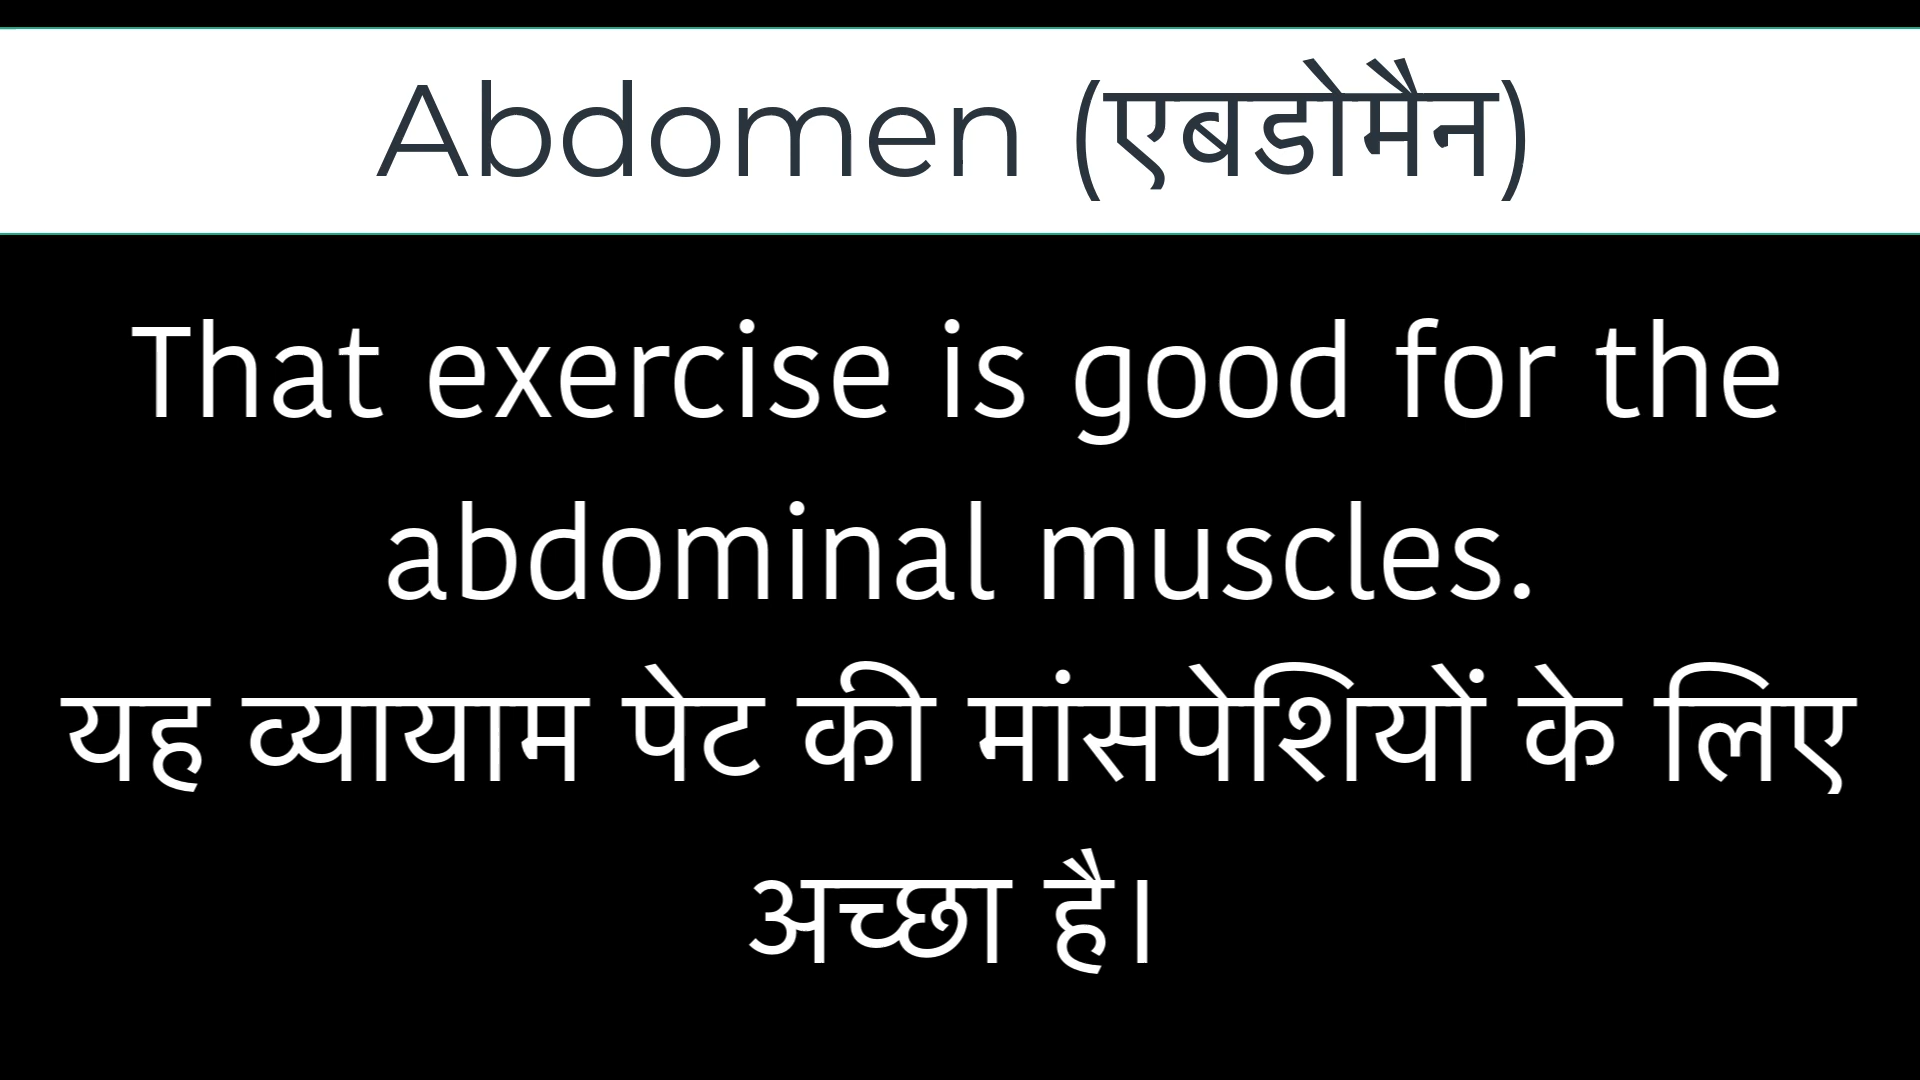 Abdomen (एबडोमैन)
That exercise is good for the
abdominal muscles.
यह व्यायाम पेट की मांसपेशियों के लिए
अच्छा है।